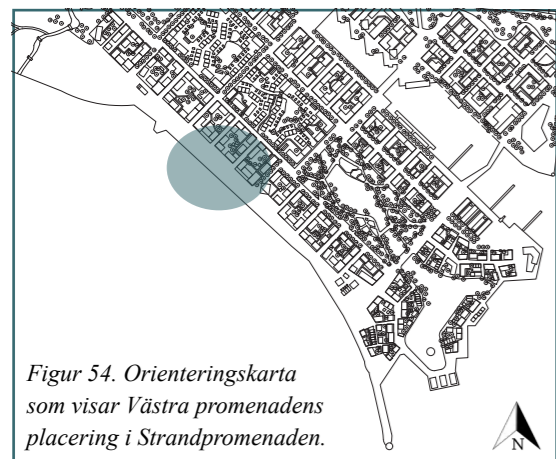 Figur 54. Orienteringskarta
som visar Västra promenadens
placering i Strandpromenaden.
N